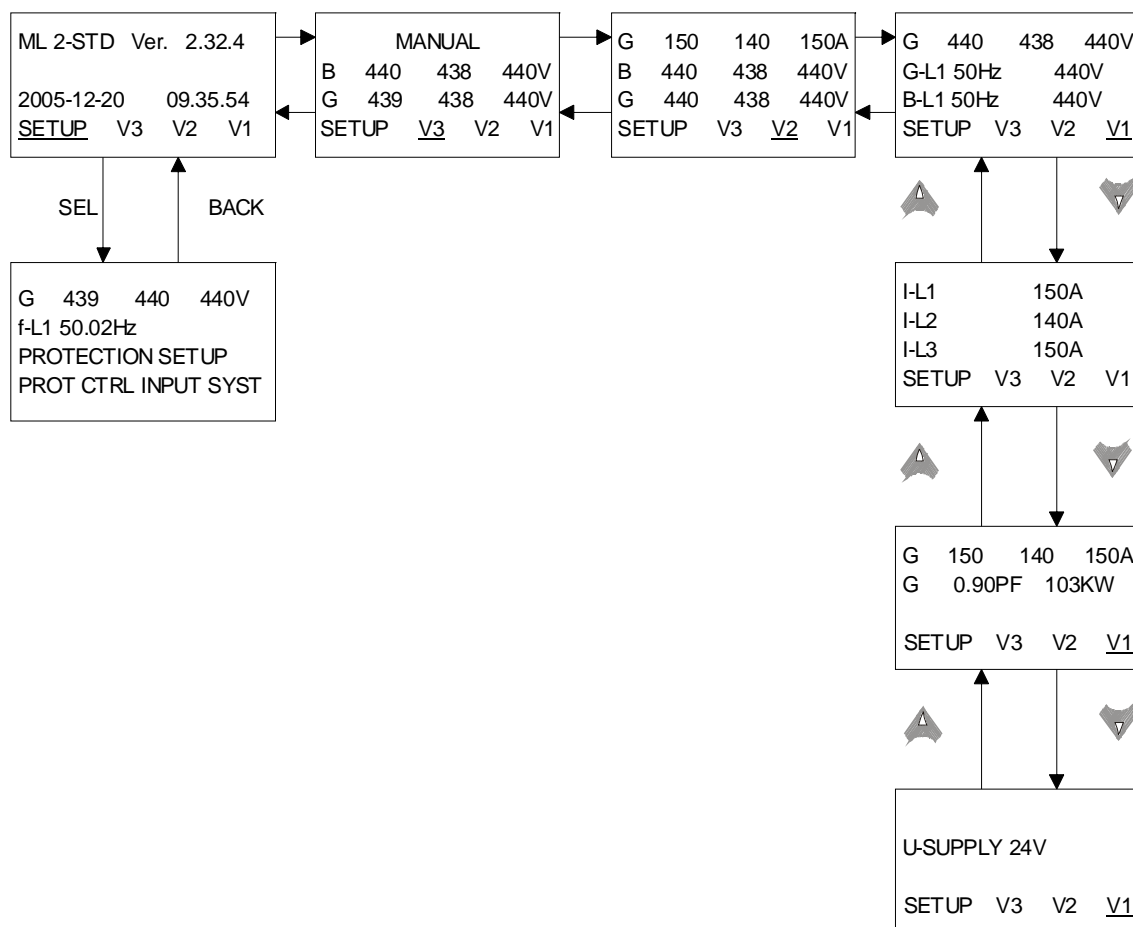 ML 2-STD Ver. 2.32.4
2005-12-20 09.35.54
SETUP V3 V2 V1
MANUAL
B 440 438 440V
G 439 438 440V
SETUP V3 V2 V1
G 150 140 150A
B 440 438 440V
G 440 438 440V
SETUP V3 V2 V1
G 440 438 440V
G-L1 50Hz 440V
B-L1 50Hz 440V
SETUP V3 V2 V1
SEL BACK
G 439 440 440V
f-L1 50.02Hz
PROTECTION SETUP
PROT CTRL INPUT SYST
I-L1 150A
I-L2 140A
I-L3 150A
SETUP V3 V2 V1
G 150 140 150A
G 0.90PF 103KW
SETUP V3 V2 V1
U-SUPPLY 24V
SETUP V3 V2 V1